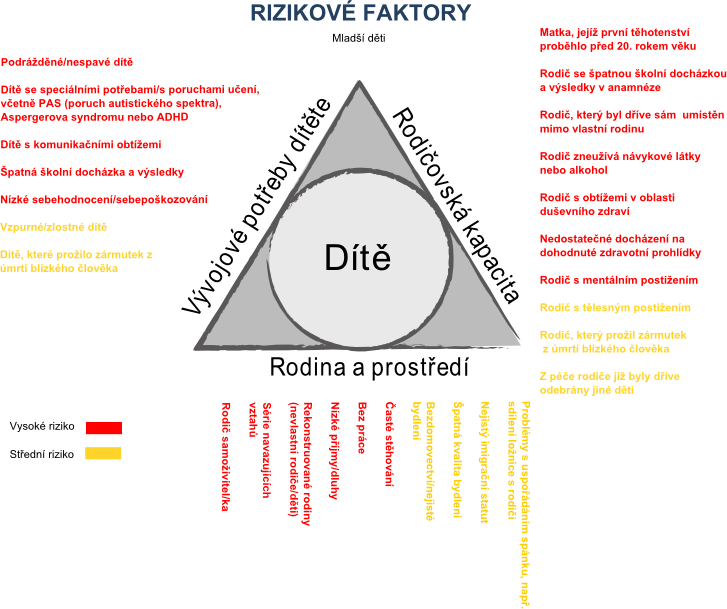 RIZIKOVÉ FAKTORY
Mladší děti
Podrážděné/nespavé dítě
Dítě se speciálními potřebami/s poruchami učení,
včetně PAS (poruch autistického spektra),
Aspergerova syndromu nebo ADHD
Dítě s komunikačními obtížemi
Špatná školní docházka a výsledky
Nízké sebehodnocení/sebepoškozování
Vzpurné/zlostné dítě
Dítě, které prožilo zármutek z
úmrtí blízkého člověka
Matka, jejíž první těhotenství
proběhlo před 20. rokem věku
Rodič se špatnou školní docházkou
a výsledky v anamnéze
Rodič, který byl dříve sám umístěn
mimo vlastní rodinu
Rodič zneužívá návykové látky
nebo alkohol
Rodič s obtížemi v oblasti
duševního zdraví
Nedostatečné docházení na
dohodnuté zdravotní prohlídky
Rodič s mentálním postižením
Rodič s tělesným postižením
Rodič, který prožil zármutek
z úmrtí blízkého člověka
Z péče rodiče již byly dříve
odebrány jiné děti
Vývojové potřeby dítěte
Rodičovská kapacita
Dítě
Rodina a prostředí
Rodič samoživitel/ka
Série navazujících
vztahů
Rekonstruované rodiny
(nevlastní rodiče/děti)
Nízké příjmy/dluhy
Bez práce
Časté stěhování
Bezdomovectví/nejisté
bydlení
Špatná kvalita bydlení
Nejistý imigrační statut
Problémy s uspořádáním spánku, např.
sdílení ložnice s rodiči
Vysoké riziko
Střední riziko